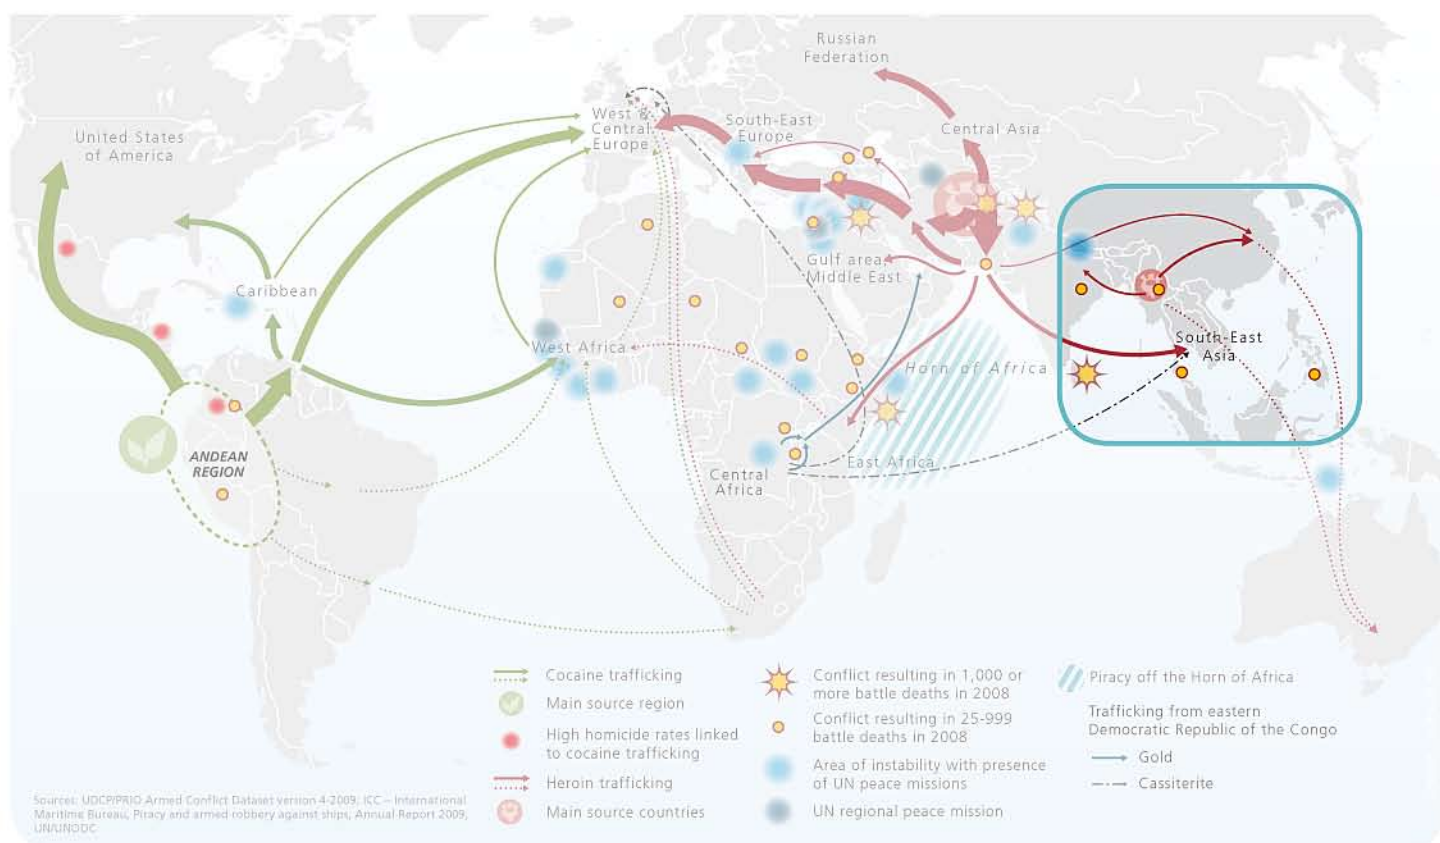 Russian
Federation
United States
of America
West &
Central
Europe
South-East
Europe
Central Asia
Gulf area,
Middle East
Caribbean
West Africa
Horn of Africa
South-East
Asia
ANDEAN
REGION
Central
Africa
East Africa
Cocaine trafficking
Main source region
High homicide rates linked
to cocaine trafficking
Heroin trafficking
Main source countries
Conflict resulting in 1,000 or
more battle deaths in 2008
Conflict resulting in 25-999
battle deaths in 2008
Area of instability with presence
of UN peace missions
UN regional peace mission
Piracy off the Horn of Africa
Trafficking from eastern
Democratic Republic of the Congo
Gold
Cassiterite
Sources: UDCP/PRIO Armed Conflict Dataset version 4-2009; ICC – International
Maritime Bureau, Piracy and armed robbery against ships, Annual Report 2009;
UN/UNODC